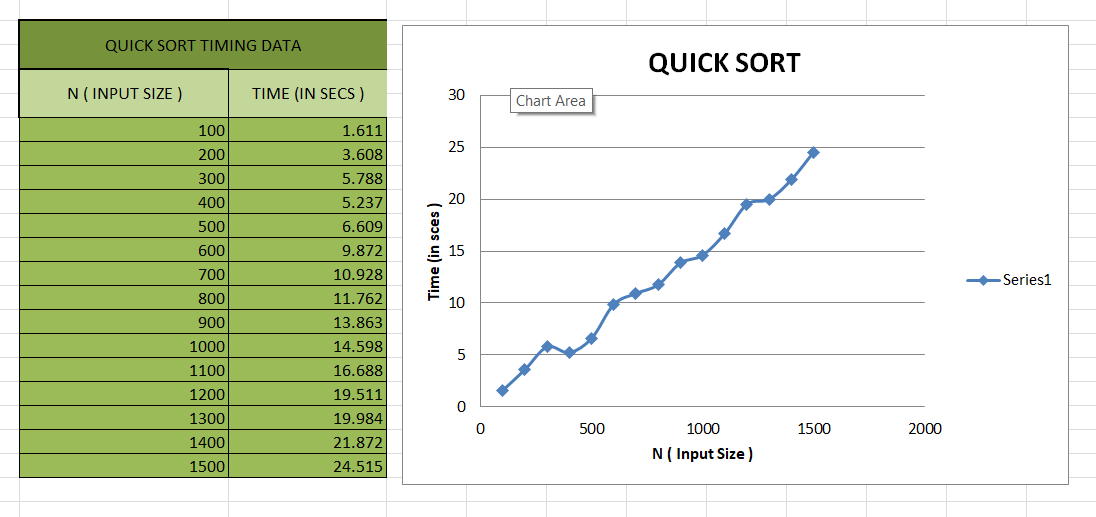 QUICK SORT TIMING DATA
N ( INPUT SIZE ) TIME (IN SECS )
100 1.611
200 3.608
300 5.788
400 5.237
500 6.609
600 9.872
700 10.928
800 11.762
900 13.863
1000 14.598
1100 16.688
1200 19.511
1300 19.984
1400 21.872
1500 24.515
QUICK SORT
Chart Area
30
25
20
15
10
5
0
Time (in sces )
0 500 1000 1500 2000
N ( Input Size )
Series1